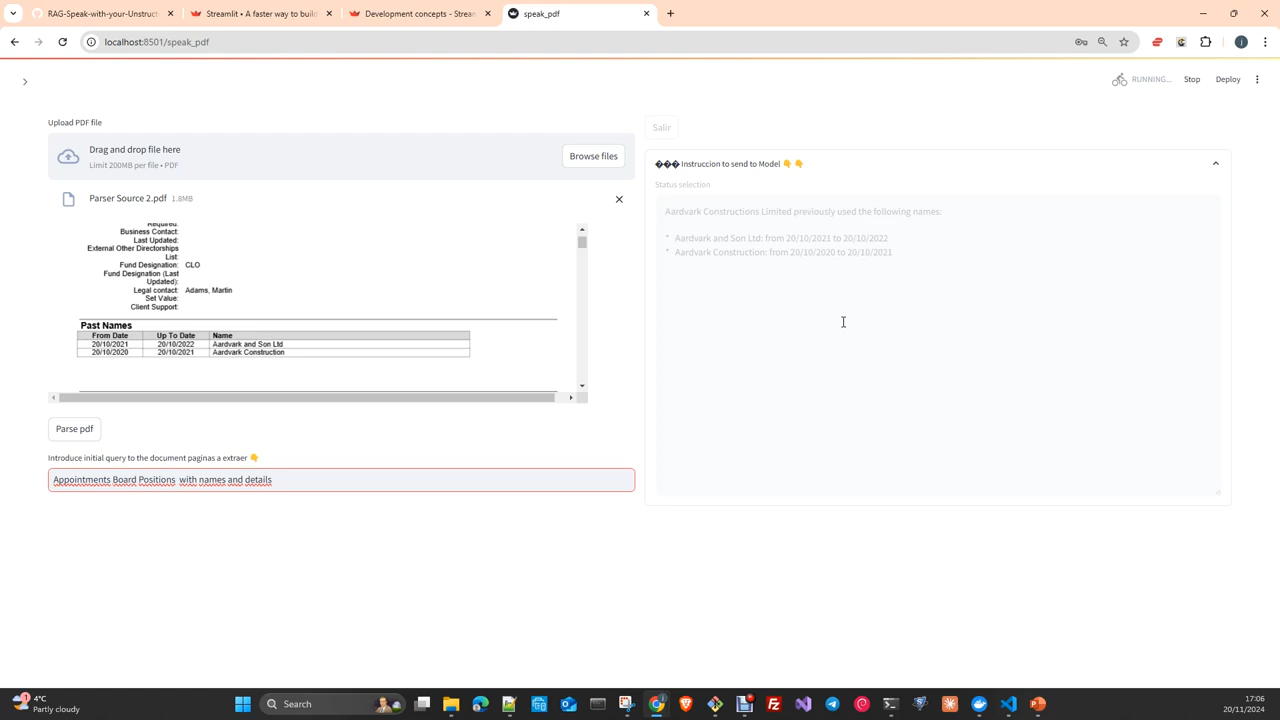 RAG-Speak-with-your-Unstruct
Streamlit • A faster way to build
Development concepts - Stream
speak_pdf
localhost:8501/speak_pdf
RUNNING...
Stop
Deploy
Upload PDF file
Drag and drop file here
Limit 200MB per file • PDF
Browse files
Parser Source 2.pdf 1.8MB
Required:
Business Contact:
Last Updated:
External Other Directorships
List:
Fund Designation: CLO
Fund Designation (Last
Updated):
Legal contact: Adams, Martin
Set Value:
Client Support:
Past Names
From Date Up To Date Name
20/10/2021 20/10/2022 Aardvark and Son Ltd
20/10/2020 20/10/2021 Aardvark Construction
Parse pdf
Introduce initial query to the document paginas a extraer 👇
Appointments Board Positions with names and details
Salir
��� Instruccion to send to Model 👇 👇
Status selection
Aardvark Constructions Limited previously used the following names:
* Aardvark and Son Ltd: from 20/10/2021 to 20/10/2022
* Aardvark Construction: from 20/10/2020 to 20/10/2021
1
4°C
Partly cloudy
Search
17:06
20/11/2024